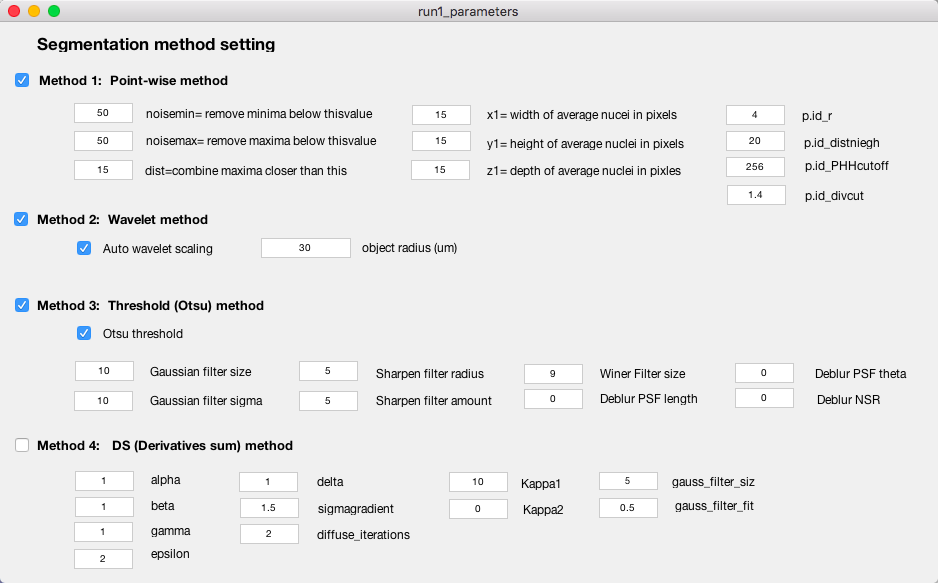 run1_parameters
Segmentation method setting
Method 1: Point-wise method
50 noisemin= remove minima below thisvalue 15 x1= width of average nucei in pixels 4 p.id_r
50 noisemax= remove maxima below thisvalue 15 y1= height of average nuclei in pixels 20 p.id_distniegh
15 dist=combine maxima closer than this 15 z1= depth of average nuclei in pixles 256 p.id_PHHcutoff
1.4 p.id_divcut
Method 2: Wavelet method
Auto wavelet scaling 30 object radius (um)
Method 3: Threshold (Otsu) method
Otsu threshold
10 Gaussian filter size 5 Sharpen filter radius 9 Winer Filter size 0 Deblur PSF theta
10 Gaussian filter sigma 5 Sharpen filter amount 0 Deblur PSF length 0 Deblur NSR
Method 4: DS (Derivatives sum) method
1 alpha 1 delta 10 Kappa1 5 gauss_filter_siz
1 beta 1.5 sigmagradient 0 Kappa2 0.5 gauss_filter_fit
1 gamma 2 diffuse_iterations
2 epsilon